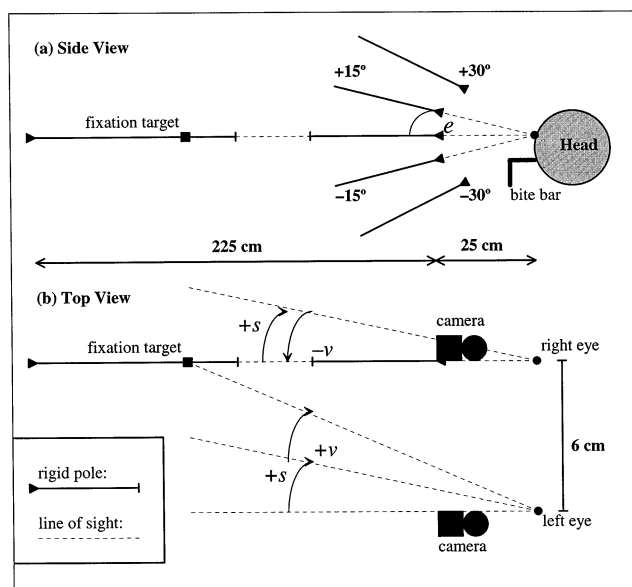 (a) Side View
+15º
+30º
fixation target
e
Head
−15º
−30º
bite bar
225 cm
25 cm
(b) Top View
+s
camera
fixation target
−v
right eye
+v
6 cm
rigid pole:
+s
line of sight:
left eye
camera